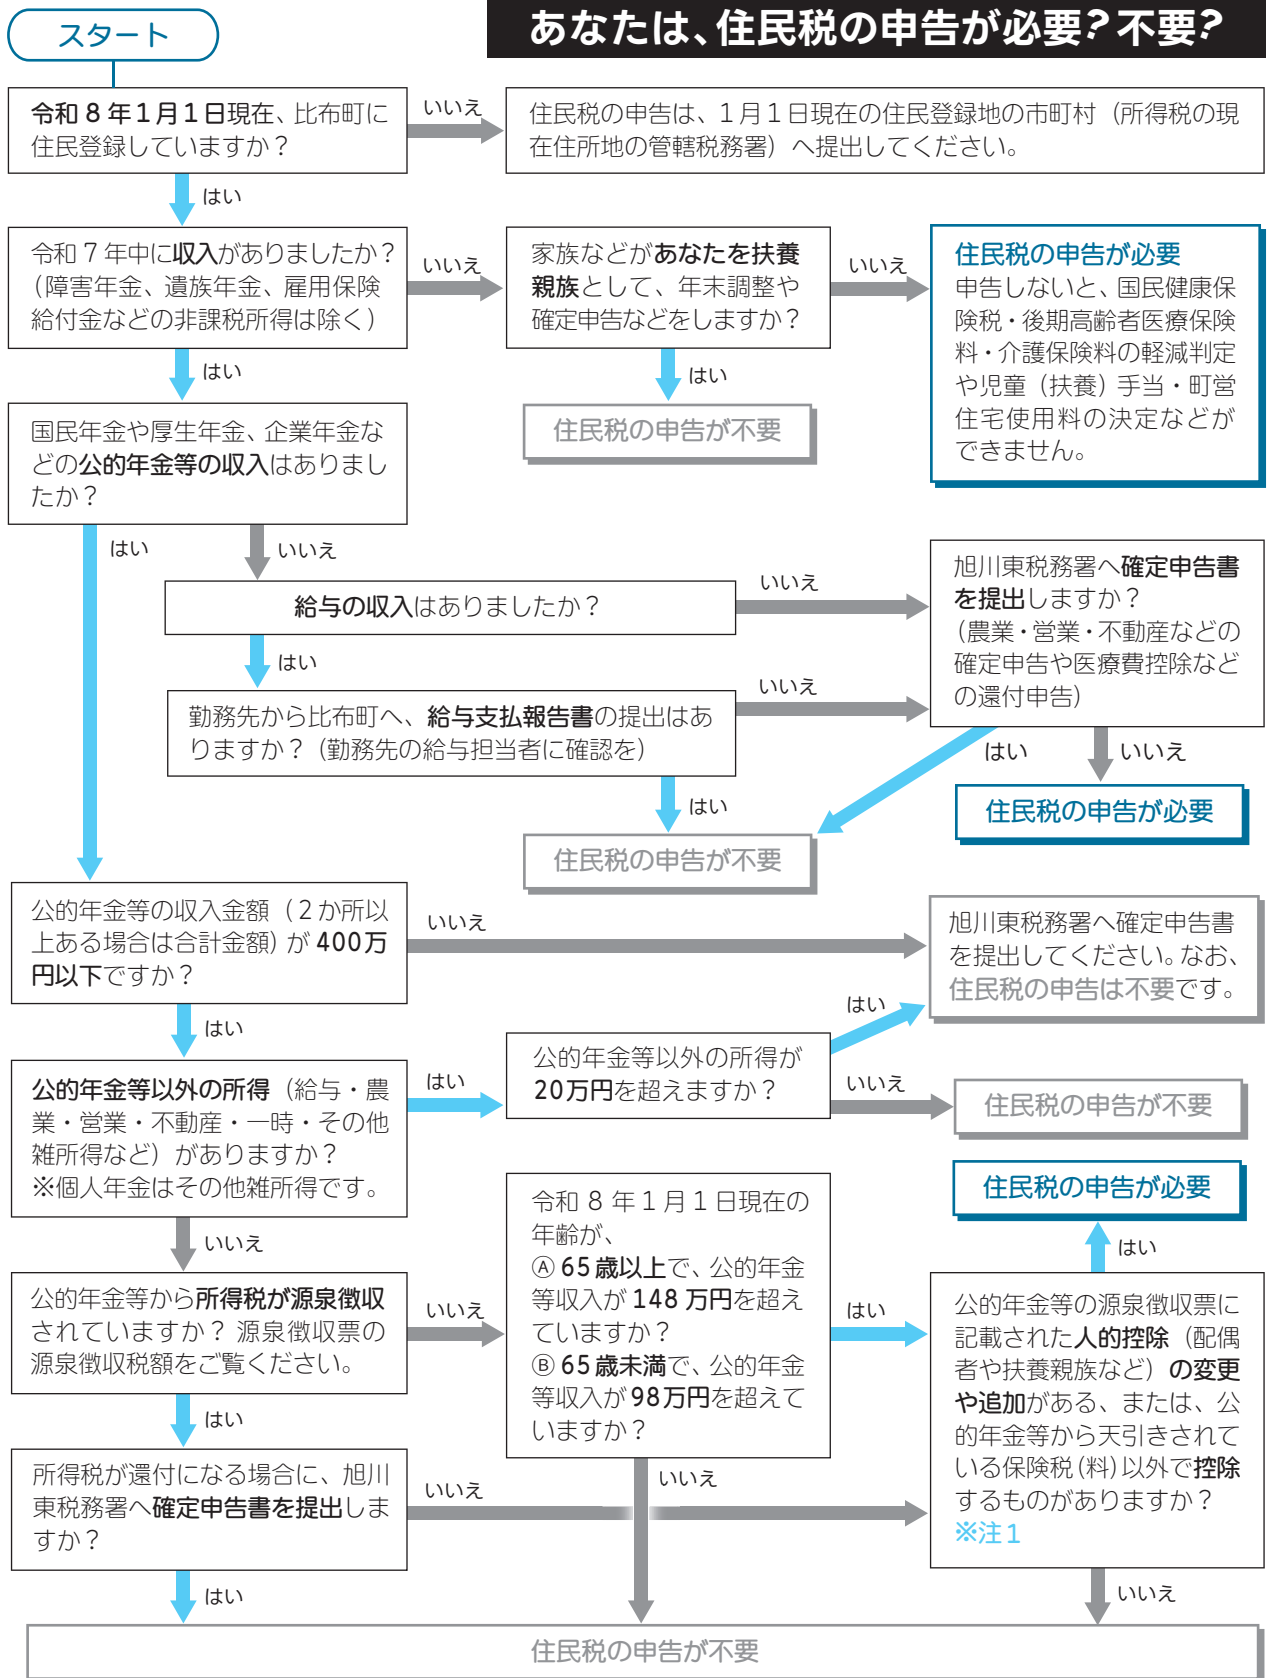 スタート
あなたは、住民税の申告が必要?不要?
令和8年1月1日現在、比布町に
住民登録していますか？
いいえ
住民税の申告は、1月1日現在の住民登録地の市町村（所得税の現
在住所地の管轄税務署）へ提出してください。
はい
令和7年中に収入がありましたか？
（障害年金、遺族年金、雇用保険
給付金などの非課税所得は除く）
いいえ
家族などがあなたを扶養
親族として、年末調整や
確定申告などをしますか？
いいえ
住民税の申告が必要
申告しないと、国民健康保
険税・後期高齢者医療保険
料・介護保険料の軽減判定
や児童（扶養）手当・町営
住宅使用料の決定などが
できません。
はい
はい
住民税の申告が不要
国民年金や厚生年金、企業年金な
どの公的年金等の収入はありまし
たか？
はい
いいえ
給与の収入はありましたか？
いいえ
旭川東税務署へ確定申告書
を提出しますか？
（農業・営業・不動産などの
確定申告や医療費控除など
の還付申告）
はい
勤務先から比布町へ、給与支払報告書の提出はあ
りますか？（勤務先の給与担当者に確認を）
いいえ
はい
いいえ
はい
住民税の申告が必要
住民税の申告が不要
公的年金等の収入金額（2か所以
上ある場合は合計金額）が400万
円以下ですか？
いいえ
旭川東税務署へ確定申告書
を提出してください。なお、
住民税の申告は不要です。
はい
公的年金等以外の所得（給与・農
業・営業・不動産・一時・その他
雑所得など）がありますか？
※個人年金はその他雑所得です。
はい
公的年金等以外の所得が
20万円を超えますか？
はい
いいえ
住民税の申告が不要
いいえ
公的年金等から所得税が源泉徴収
されていますか？ 源泉徴収票の
源泉徴収税額をご覧ください。
いいえ
令和8年1月1日現在の
年齢が、
Ⓐ65歳以上で、公的年金
等収入が148万円を超え
ていますか？
Ⓑ65歳未満で、公的年金
等収入が98万円を超えて
いますか？
はい
住民税の申告が必要
はい
公的年金等の源泉徴収票に
記載された人的控除（配偶
者や扶養親族など）の変更
や追加がある、または、公
的年金等から天引きされて
いる保険税（料）以外で控除
するものがありますか？
※注1
はい
所得税が還付になる場合に、旭川
東税務署へ確定申告書を提出しま
すか？
いいえ
いいえ
はい
いいえ
住民税の申告が不要